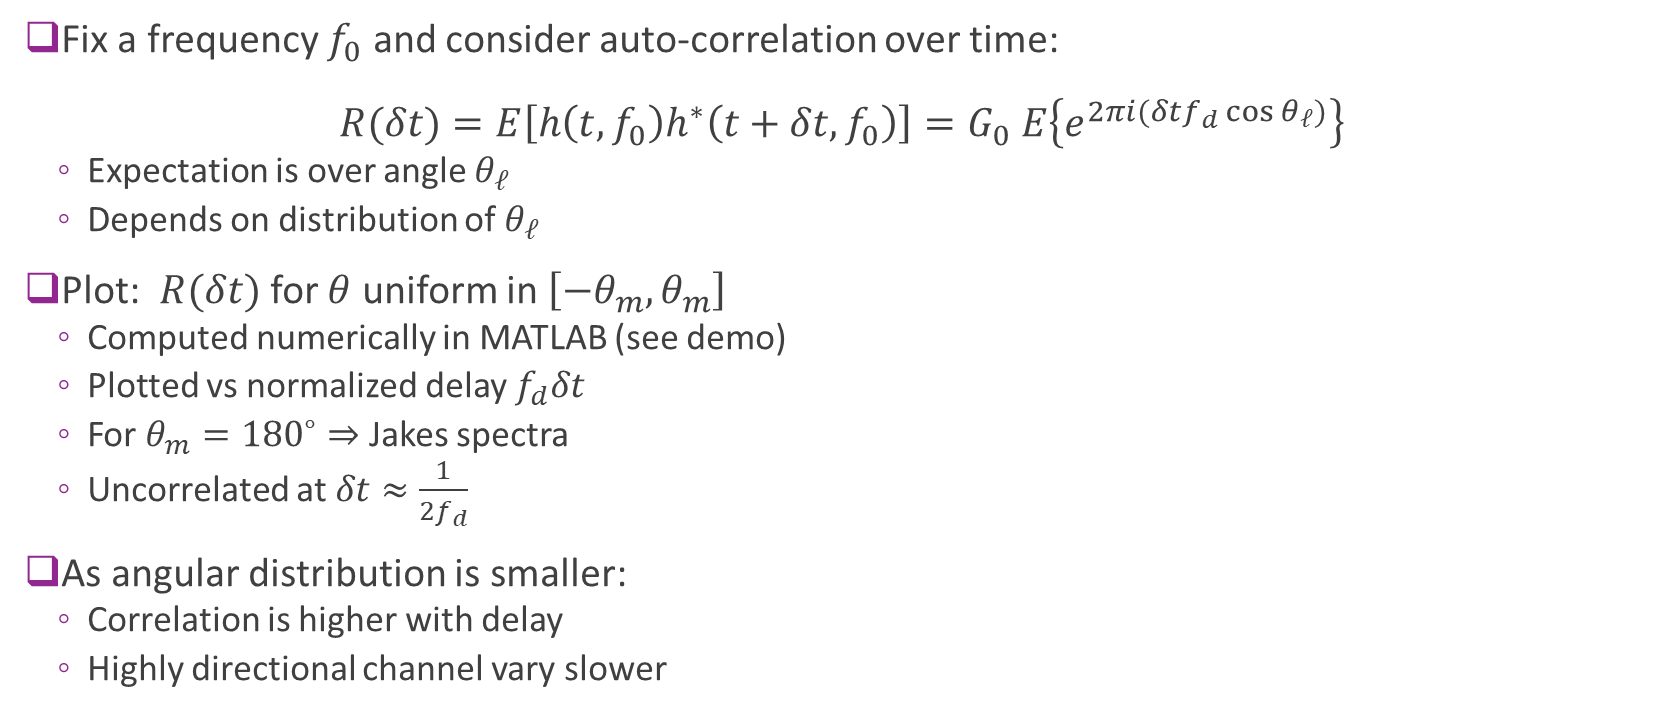 ❑Fix a frequency f₀ and consider auto-correlation over time:
R(δt) = E[h(t, f₀)h*(t + δt, f₀)] = G₀ E{e^{2πi(δt f_d cos θ_ℓ)}}
◦ Expectation is over angle θ_ℓ
◦ Depends on distribution of θ_ℓ
❑Plot: R(δt) for θ uniform in [−θ_m, θ_m]
◦ Computed numerically in MATLAB (see demo)
◦ Plotted vs normalized delay f_d δt
◦ For θ_m = 180° ⇒ Jakes spectra
◦ Uncorrelated at δt ≈ 1/(2f_d)
❑As angular distribution is smaller:
◦ Correlation is higher with delay
◦ Highly directional channel vary slower